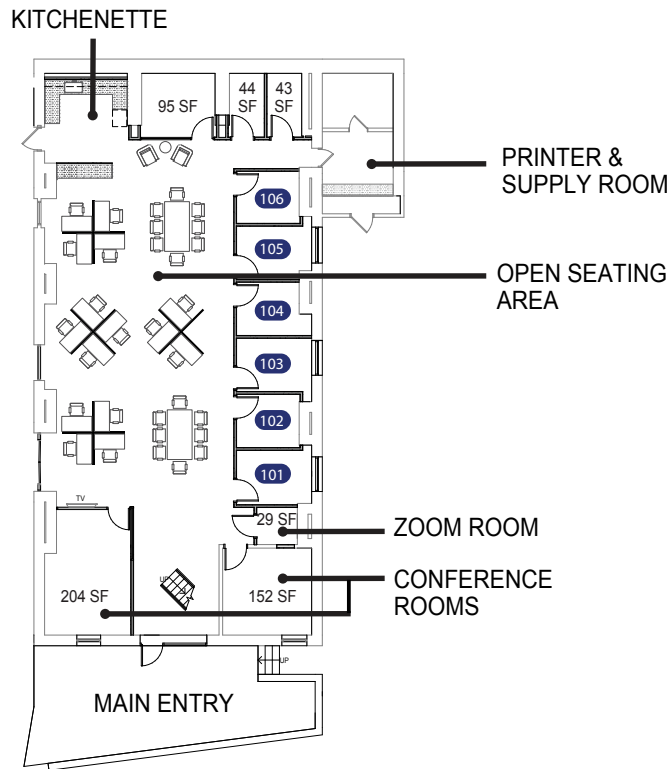 KITCHENETTE
95 SF
44
SF
43
SF
PRINTER &
SUPPLY ROOM
106
105
OPEN SEATING
AREA
104
103
102
101
TV
29 SF
ZOOM ROOM
UP
CONFERENCE
ROOMS
204 SF
152 SF
UP
MAIN ENTRY